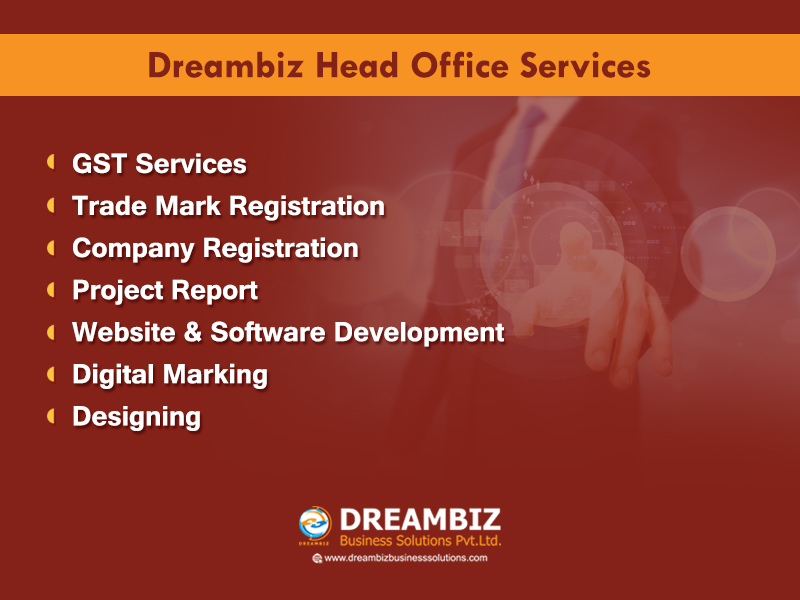 Dreambiz Head Office Services
GST Services
Trade Mark Registration
Company Registration
Project Report
Website & Software Development
Digital Marking
Designing
DREAMBIZ
DREAMBIZ
Business Solutions Pvt.Ltd.
www.dreambizbusinesssolutions.com